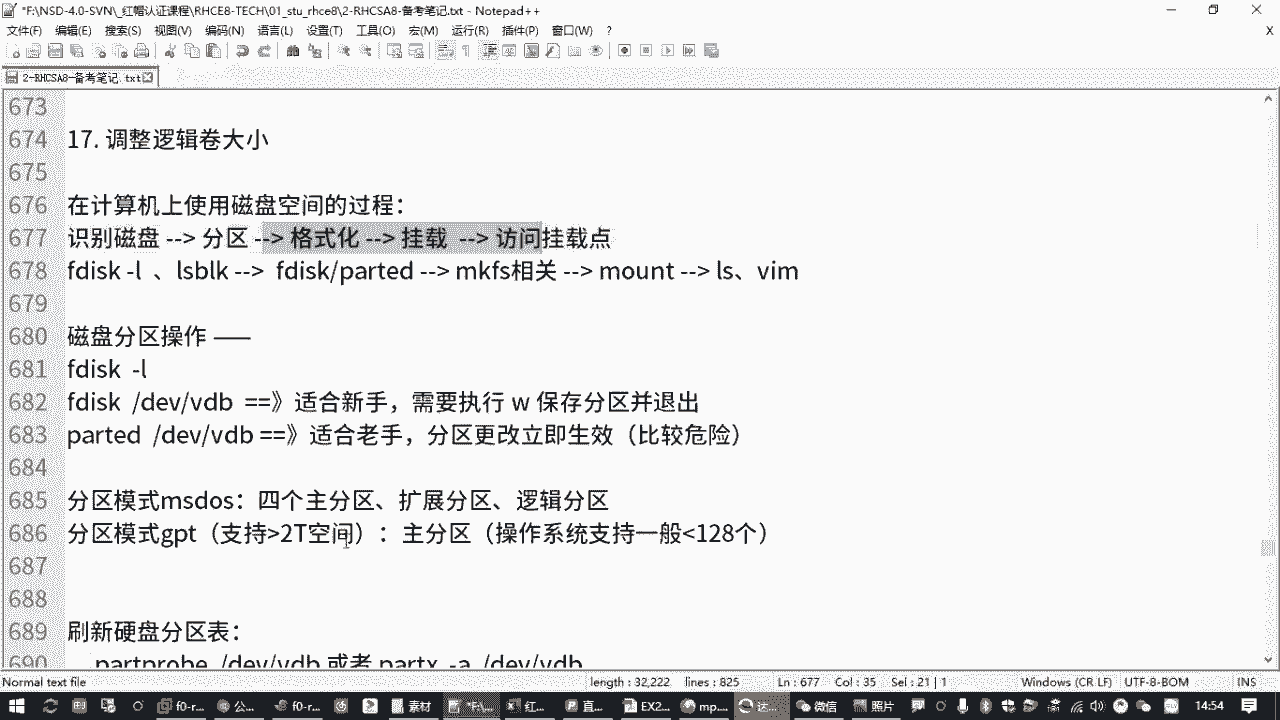 *F:\NSD-4.0-SVN\_红帽认证课程\RHCE8-TECH\01_stu_rhce8\2-RHCSA8-备考笔记.txt - Notepad++
文件(F) 编辑(E) 搜索(S) 视图(V) 编码(N) 语言(L) 设置(T) 工具(O) 宏(M) 运行(R) 插件(P) 窗口(W) ? X
2-RHCSA8-备考笔记.txt
673
674 17. 调整逻辑卷大小
675
676 在计算机上使用磁盘空间的过程：
677 识别磁盘 --> 分区 --> 格式化 --> 挂载 --> 访问挂载点
678 fdisk -l 、lsblk --> fdisk/parted --> mkfs相关 --> mount --> ls、vim
679
680 磁盘分区操作 ——
681 fdisk -l
682 fdisk /dev/vdb ==》适合新手，需要执行 w 保存分区并退出
683 parted /dev/vdb ==》适合老手，分区更改立即生效（比较危险）
684
685 分区模式msdos：四个主分区、扩展分区、逻辑分区
686 分区模式gpt（支持>2T空间）：主分区（操作系统支持一般<128个）
687
688
689 刷新硬盘分区表：
690 partprobe /dev/vdb 或者 partx -a /dev/vdb
Normal text file length : 32,222 lines : 825 Ln : 677 Col : 35 Sel : 21 | 1 Windows (CR LF) UTF-8-BOM INS
f0-r... 公... f0-r... 素材 *F:... 红... 直... EX2... mp... 达... 微信 照片 14:54